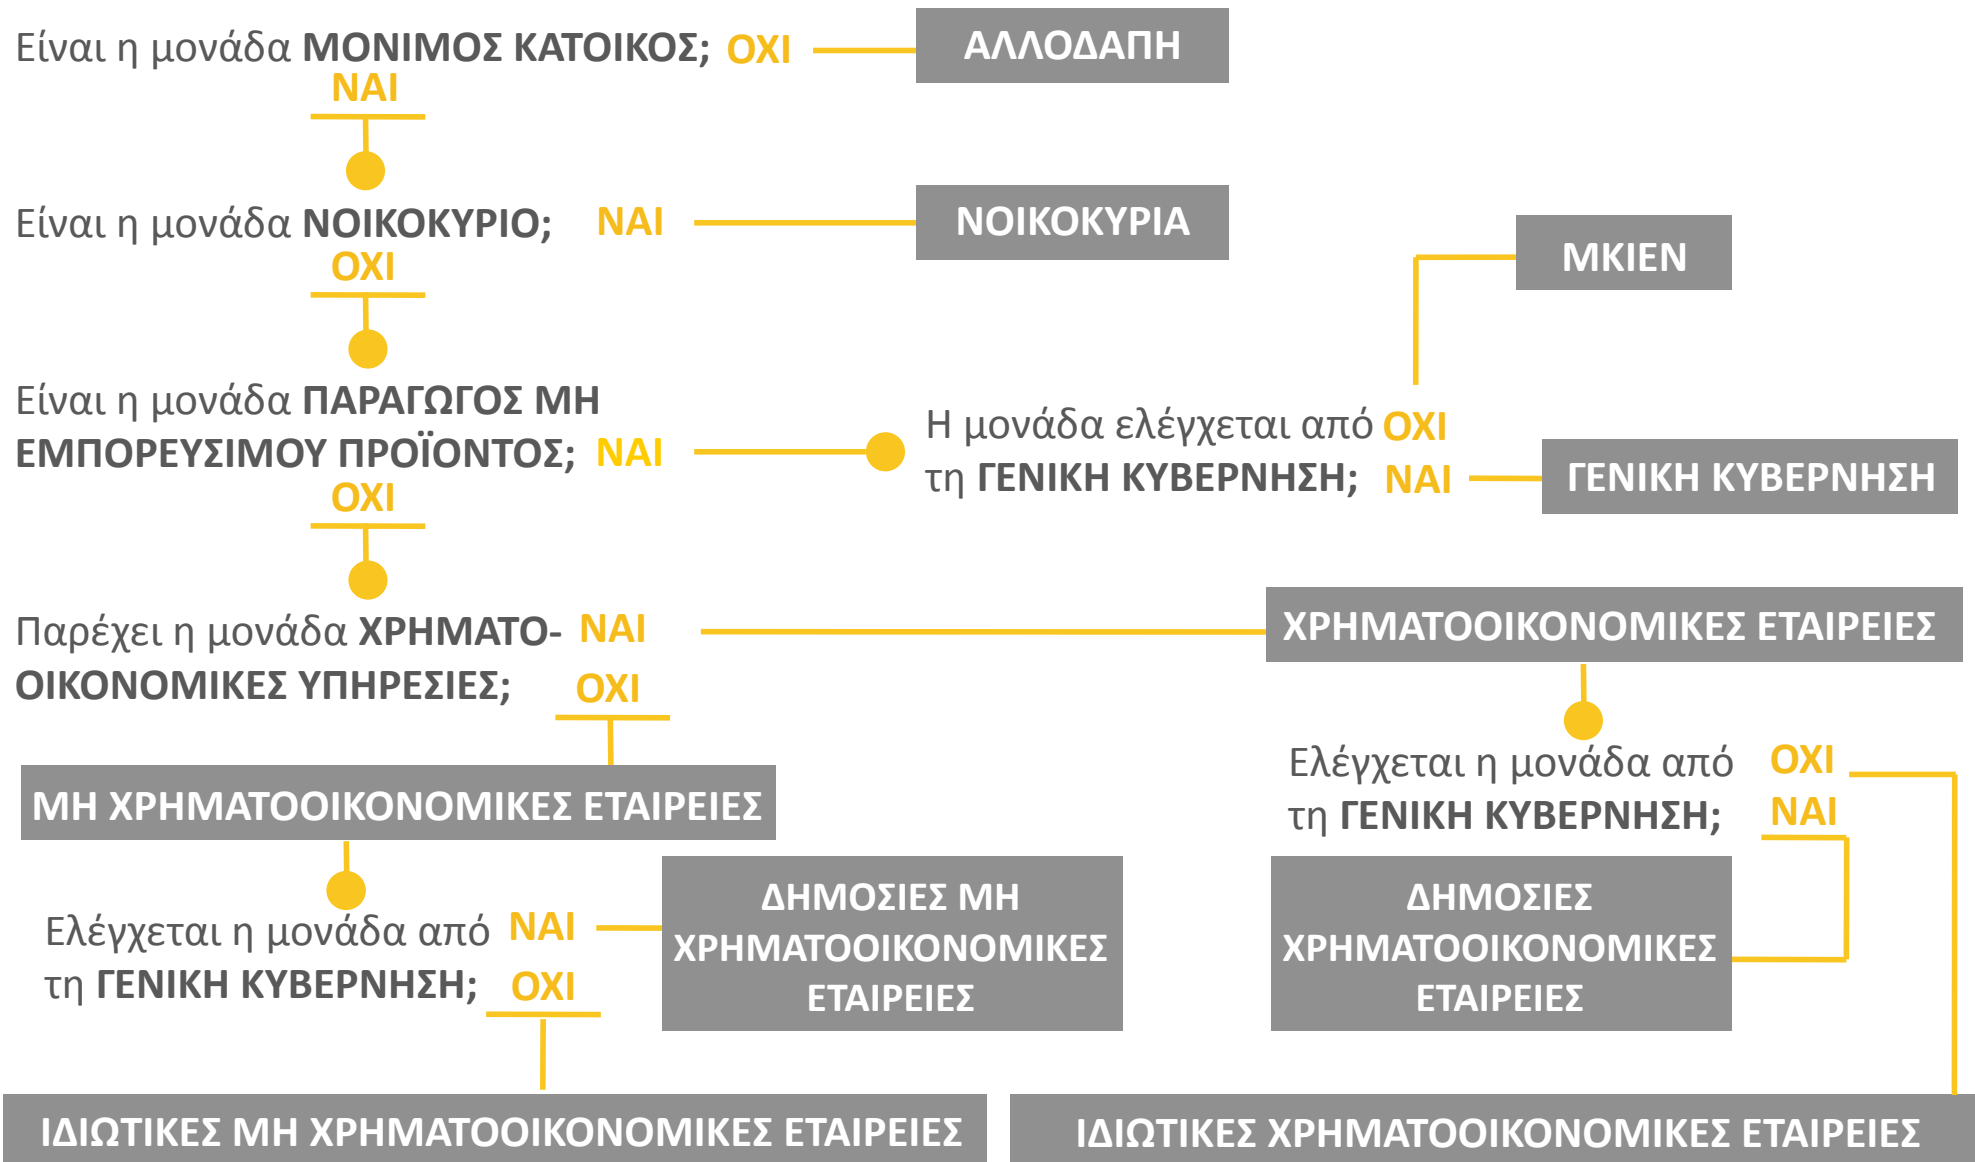 Είναι η μονάδα ΜΟΝΙΜΟΣ ΚΑΤΟΙΚΟΣ; ΟΧΙ
ΑΛΛΟΔΑΠΗ
ΝΑΙ
Είναι η μονάδα ΝΟΙΚΟΚΥΡΙΟ; ΝΑΙ
ΝΟΙΚΟΚΥΡΙΑ
ΟΧΙ
ΜΚΙΕΝ
Είναι η μονάδα ΠΑΡΑΓΩΓΟΣ ΜΗ
ΕΜΠΟΡΕΥΣΙΜΟΥ ΠΡΟΪΟΝΤΟΣ; ΝΑΙ
ΟΧΙ
Η μονάδα ελέγχεται από ΟΧΙ
τη ΓΕΝΙΚΗ ΚΥΒΕΡΝΗΣΗ; ΝΑΙ
ΓΕΝΙΚΗ ΚΥΒΕΡΝΗΣΗ
Παρέχει η μονάδα ΧΡΗΜΑΤΟ- ΝΑΙ
ΟΙΚΟΝΟΜΙΚΕΣ ΥΠΗΡΕΣΙΕΣ; ΟΧΙ
ΧΡΗΜΑΤΟΟΙΚΟΝΟΜΙΚΕΣ ΕΤΑΙΡΕΙΕΣ
Ελέγχεται η μονάδα από ΟΧΙ
τη ΓΕΝΙΚΗ ΚΥΒΕΡΝΗΣΗ; ΝΑΙ
ΜΗ ΧΡΗΜΑΤΟΟΙΚΟΝΟΜΙΚΕΣ ΕΤΑΙΡΕΙΕΣ
Ελέγχεται η μονάδα από ΝΑΙ
τη ΓΕΝΙΚΗ ΚΥΒΕΡΝΗΣΗ; ΟΧΙ
ΔΗΜΟΣΙΕΣ ΜΗ
ΧΡΗΜΑΤΟΟΙΚΟΝΟΜΙΚΕΣ
ΕΤΑΙΡΕΙΕΣ
ΔΗΜΟΣΙΕΣ
ΧΡΗΜΑΤΟΟΙΚΟΝΟΜΙΚΕΣ
ΕΤΑΙΡΕΙΕΣ
ΙΔΙΩΤΙΚΕΣ ΜΗ ΧΡΗΜΑΤΟΟΙΚΟΝΟΜΙΚΕΣ ΕΤΑΙΡΕΙΕΣ
ΙΔΙΩΤΙΚΕΣ ΧΡΗΜΑΤΟΟΙΚΟΝΟΜΙΚΕΣ ΕΤΑΙΡΕΙΕΣ